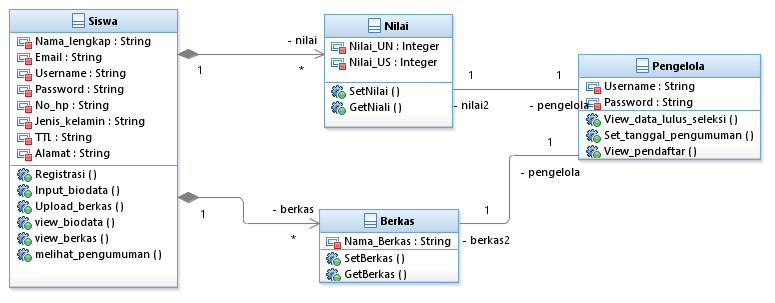 Siswa
Nama_lengkap : String
Email : String
Username : String
Password : String
No_hp : String
Jenis_kelamin : String
TTL : String
Alamat : String
Registrasi ( )
Input_biodata ( )
Upload_berkas ( )
view_biodata ( )
view_berkas ( )
melihat_pengumuman ( )
- nilai
1
*
Nilai
Nilai_UN : Integer
Nilai_US : Integer
SetNilai ( )
GetNiali ( )
1
1
- nilai2
- pengelola
Pengelola
Username : String
Password : String
View_data_lulus_seleksi ( )
Set_tanggal_pengumuman ( )
View_pendaftar ( )
1
- pengelola
- berkas
1
*
Berkas
Nama_Berkas : String
SetBerkas ( )
GetBerkas ( )
1
- berkas2